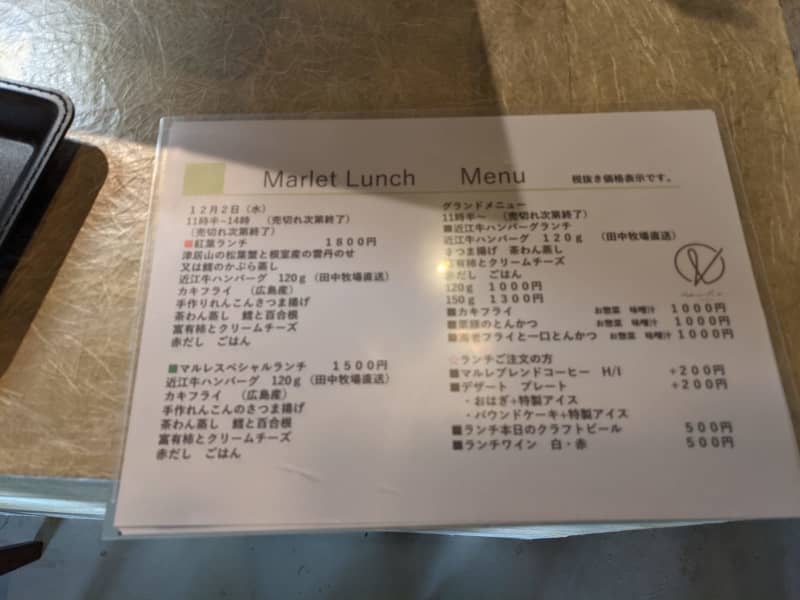 Marlet Lunch Menu 税抜き価格表示です。
12月2日（水）
11時半~14時 （売切れ次第終了）
（売切れ次第終了）
■紅葉ランチ 1800円
津居山の松葉蟹と根室産の雲丹のせ
又は鱈のかぶら蒸し
近江牛ハンバーグ 120g（田中牧場直送）
カキフライ （広島産）
手作りれんこんさつま揚げ
茶わん蒸し 鱈と百合根
富有柿とクリームチーズ
赤だし ごはん
■マルレスペシャルランチ 1500円
近江牛ハンバーグ 120g（田中牧場直送）
カキフライ （広島産）
手作りれんこんのさつま揚げ
茶わん蒸し 鱈と百合根
富有柿とクリームチーズ
赤だし ごはん
グランドメニュー
11時半~ （売切れ次第終了）
■近江牛ハンバーグランチ
近江牛ハンバーグ 120g （田中牧場直送）
さつま揚げ 茶わん蒸し
富有柿とクリームチーズ
赤だし ごはん
120g 1000円
150g 1300円
■カキフライ お惣菜 味噌汁 1000円
のとんかつ お惣菜 味噌汁 1000円
■海老フライと一口とんかつ お惣菜 味噌汁 1000円
☆ランチご注文の方
■マルレブレンドコーヒー H/I +200円
■デザート プレート +200円
・おはぎ+特製アイス
・パウンドケーキ+特製アイス
■ランチ本日のクラフトビール 500円
■ランチワイン 白・赤 500円